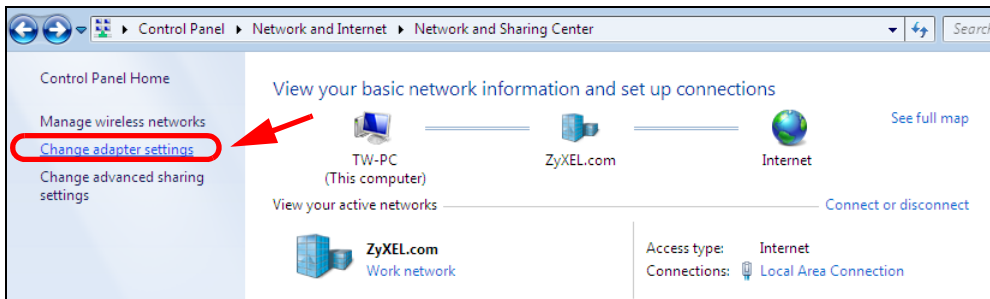 Control Panel Network and Internet Network and Sharing Center
Search
Control Panel Home
Manage wireless networks
Change adapter settings
Change advanced sharing
settings
View your basic network information and set up connections
See full map
TW-PC
(This computer)
ZyXEL.com
Internet
View your active networks
Connect or disconnect
ZyXEL.com
Work network
Access type: Internet
Connections: Local Area Connection